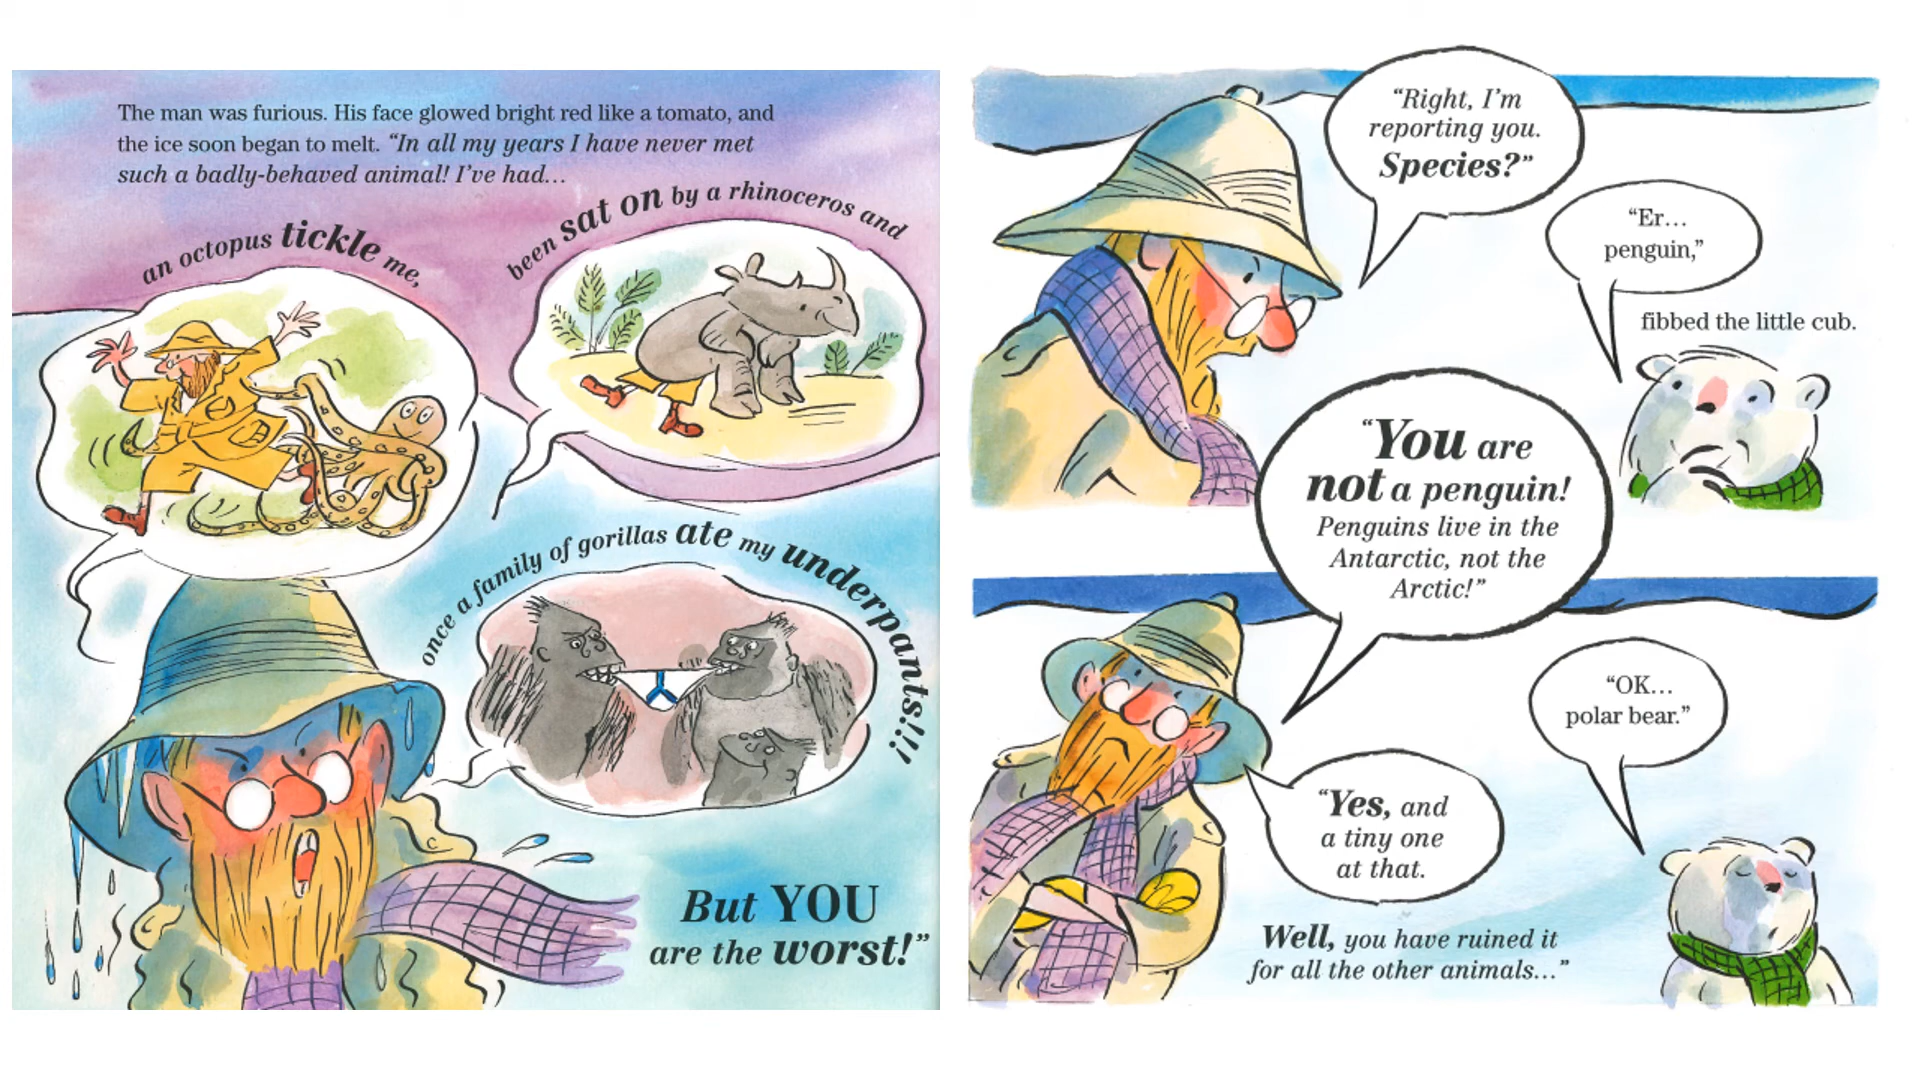 The man was furious. His face glowed bright red like a tomato, and
the ice soon began to melt. “In all my years I have never met
such a badly-behaved animal! I’ve had…
an octopus tickle me,
been sat on by a rhinoceros and
once a family of gorillas ate my underpants!!!
But YOU
are the worst!”
“Right, I’m
reporting you.
Species?”
“Er…
penguin,”
fibbed the little cub.
“You are
not a penguin!
Penguins live in the
Antarctic, not the
Arctic!”
“OK…
polar bear.”
“Yes, and
a tiny one
at that.
Well, you have ruined it
for all the other animals…”